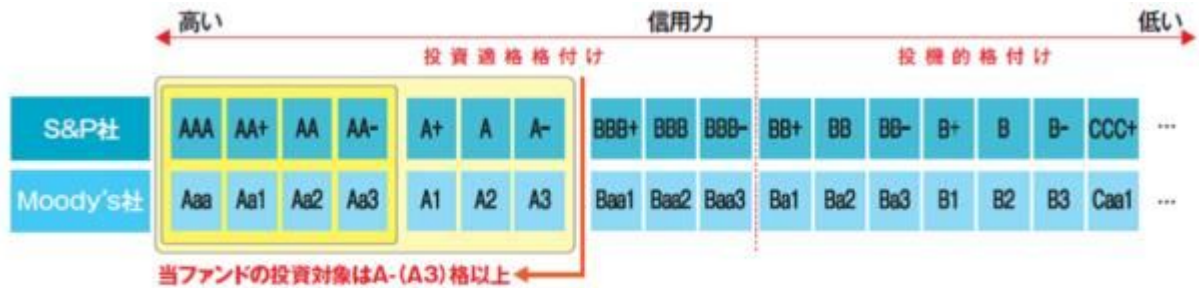 高い 信用力 低い
投資適格格付け 投機的格付け
S&P社 AAA AA+ AA AA- A+ A A- BBB+ BBB BBB- BB+ BB BB- B+ B B- CCC+ …
Moody's社 Aaa Aa1 Aa2 Aa3 A1 A2 A3 Baa1 Baa2 Baa3 Ba1 Ba2 Ba3 B1 B2 B3 Caa1 …
当ファンドの投資対象はA-(A3)格以上